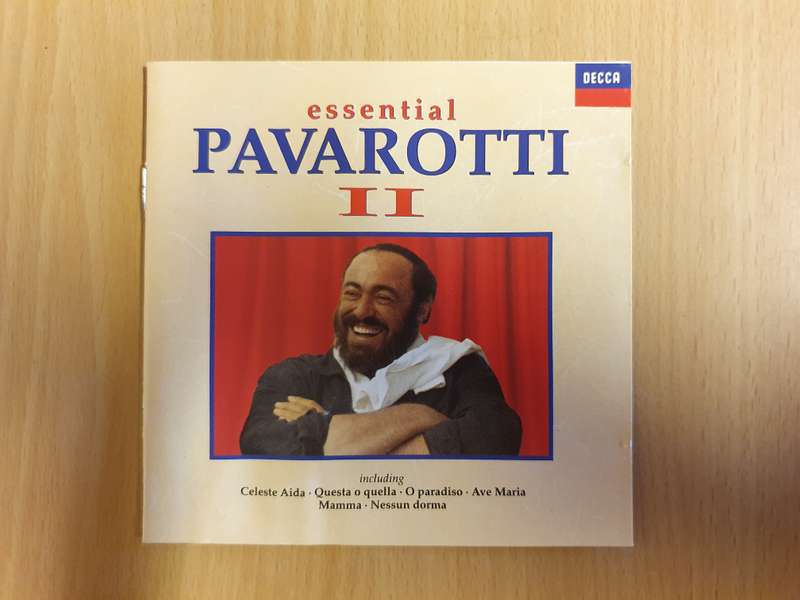 DECCA
essential
PAVAROTTI
II
including
Celeste Aida · Questa o quella · O paradiso · Ave Maria
Mamma · Nessun dorma